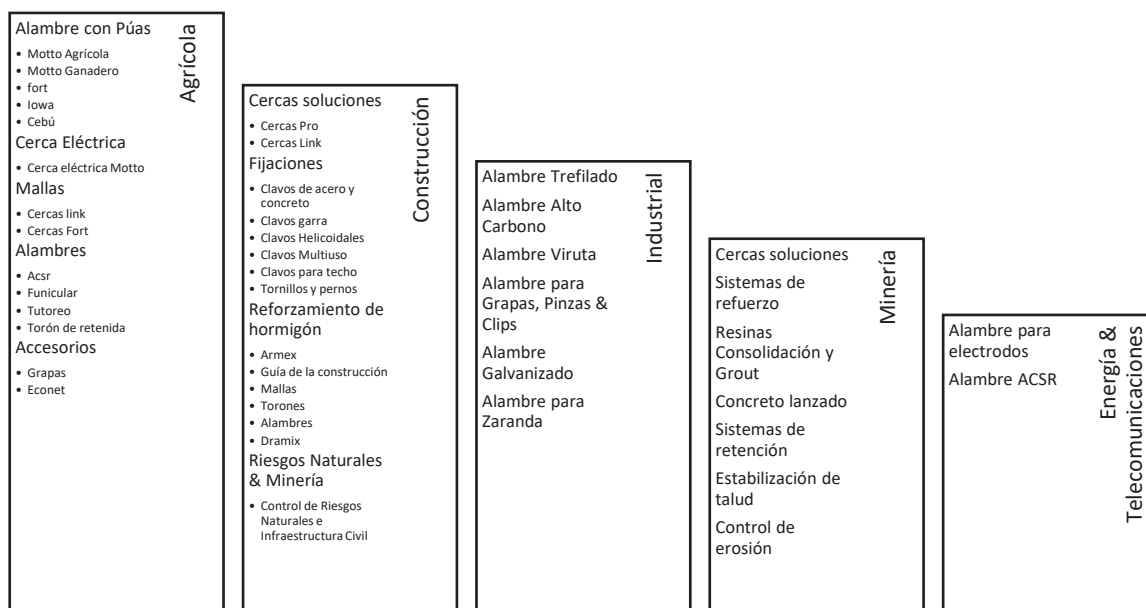 Agrícola
Alambre con Púas
• Motto Agrícola
• Motto Ganadero
• fort
• Iowa
• Cebú
Cerca Eléctrica
• Cerca eléctrica Motto
Mallas
• Cercas link
• Cercas Fort
Alambres
• Acsr
• Funicular
• Tutoreo
• Torón de retenida
Accesorios
• Grapas
• Econet
Construcción
Cercas soluciones
• Cercas Pro
• Cercas Link
Fijaciones
• Clavos de acero y
concreto
• Clavos garra
• Clavos Helicoidales
• Clavos Multiuso
• Clavos para techo
• Tornillos y pernos
Reforzamiento de
hormigón
• Armex
• Guía de la construcción
• Mallas
• Torones
• Alambres
• Dramix
Riesgos Naturales
& Minería
• Control de Riesgos
Naturales e
Infraestructura Civil
Industrial
Alambre Trefilado
Alambre Alto
Carbono
Alambre Viruta
Alambre para
Grapas, Pinzas &
Clips
Alambre
Galvanizado
Alambre para
Zaranda
Minería
Cercas soluciones
Sistemas de
refuerzo
Resinas
Consolidación y
Grout
Concreto lanzado
Sistemas de
retención
Estabilización de
talud
Control de
erosión
Energía &
Telecomunicaciones
Alambre para
electrodos
Alambre ACSR